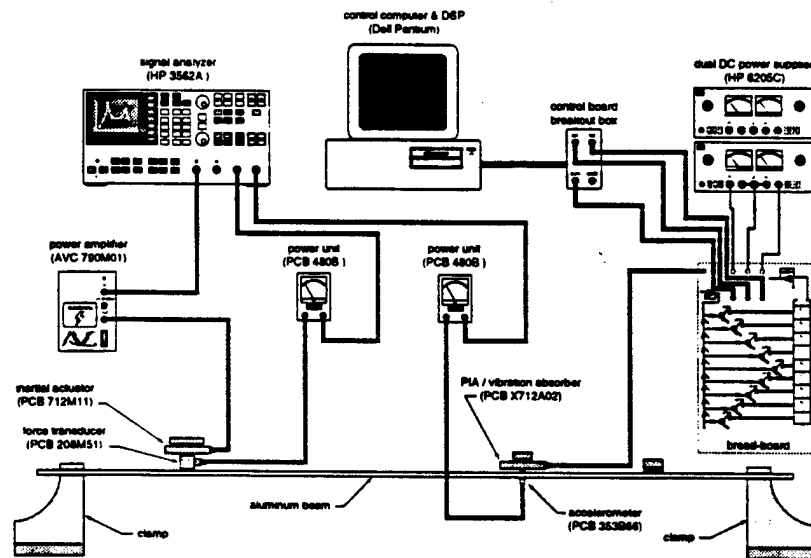 control computer & DSP
(Dell Pentium)
signal analyzer
(HP 3562A)
dual DC power supplies
(HP 6205C)
control board
breakout box
power amplifier
(AVC 790M01)
power unit
(PCB 480B)
power unit
(PCB 480B)
inertial actuator
(PCB 712M11)
PIA / vibration absorber
(PCB X712A02)
force transducer
(PCB 208M51)
bread-board
aluminum beam
accelerometer
(PCB 353B66)
clamp
clamp